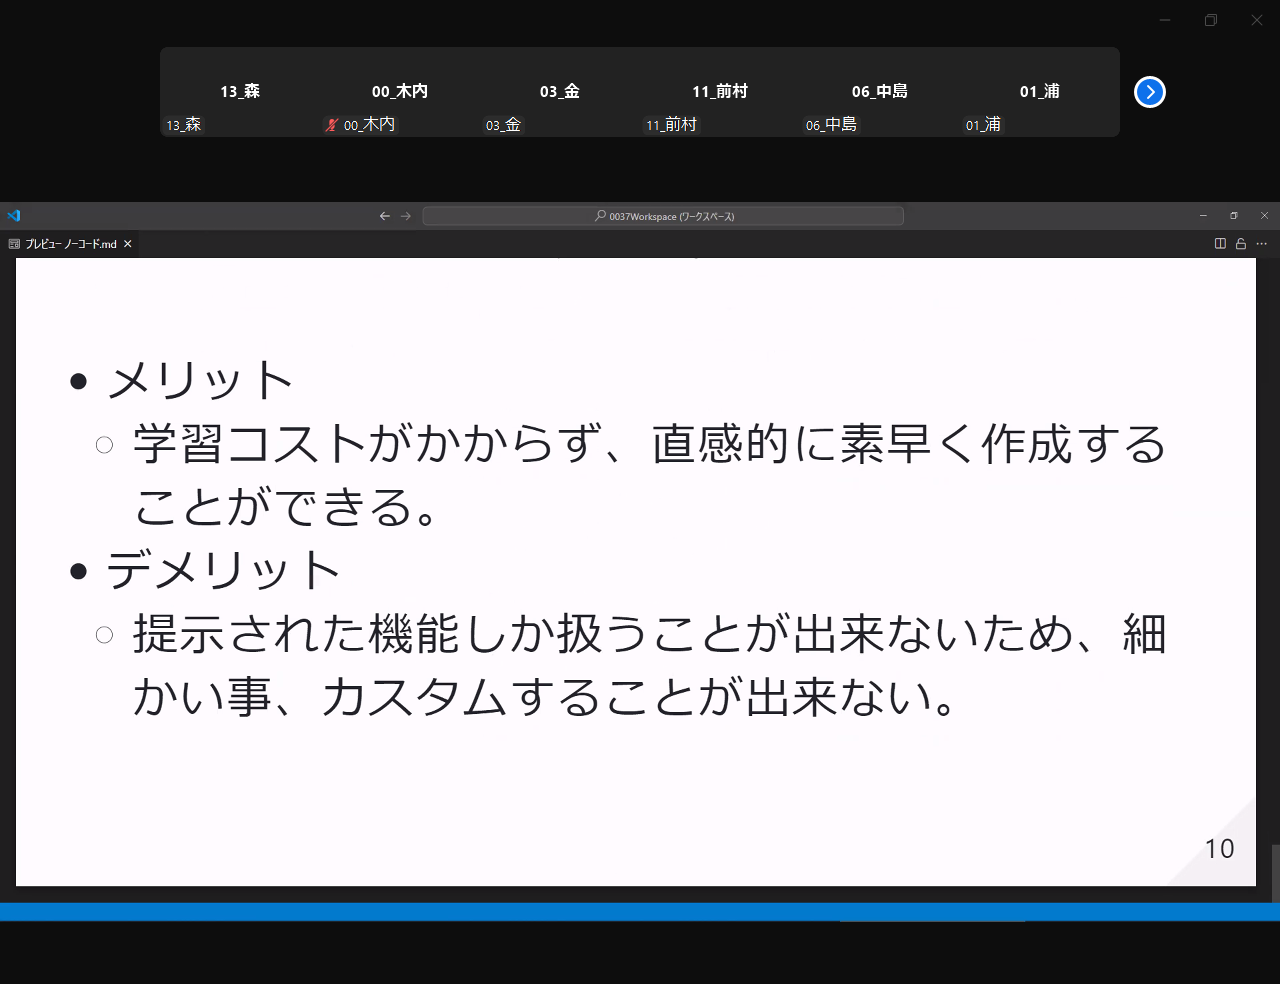 13_森
00_木内
03_金
11_前村
06_中島
01_浦
13_森
00_木内
03_金
11_前村
06_中島
01_浦
0037Workspace (ワークスペース)
プレビュー ノーコード.md
• メリット
○ 学習コストがかからず、直感的に素早く作成する
ことができる。
• デメリット
○ 提示された機能しか扱うことが出来ないため、細
かい事、カスタムすることが出来ない。
10